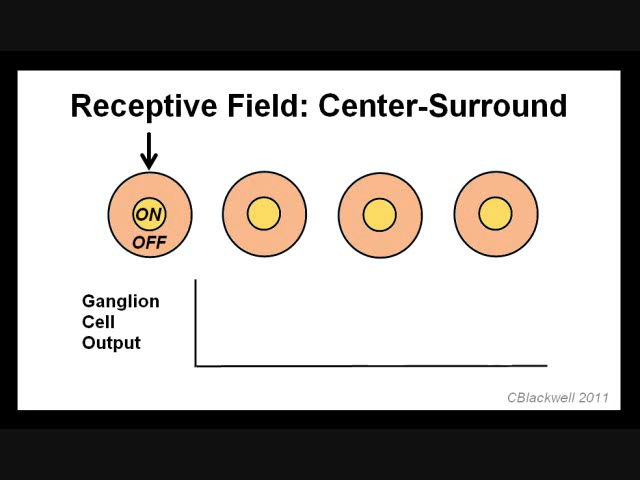 Receptive Field: Center-Surround
ON
OFF
Ganglion
Cell
Output
CBlackwell 2011